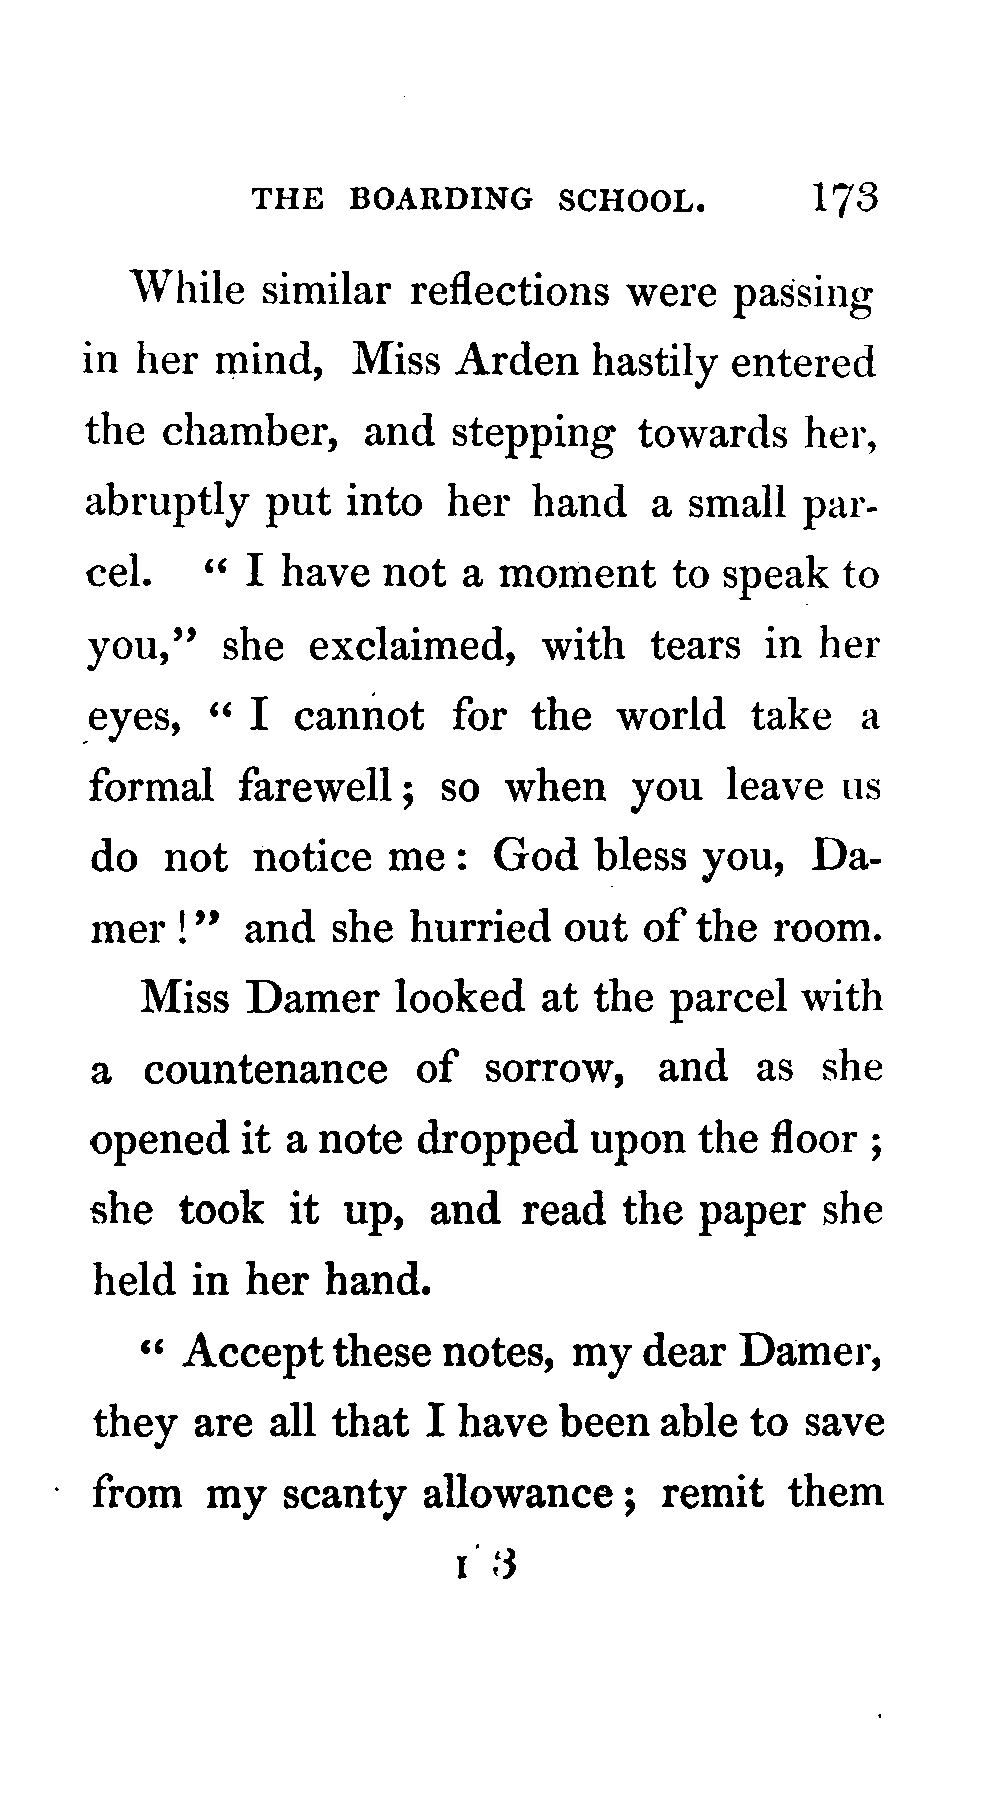 THE BOARDING SCHOOL. 173
While similar reflections were passing
in her mind, Miss Arden hastily entered
the chamber, and stepping towards her,
abruptly put into her hand a small par-
cel. “ I have not a moment to speak to
you,” she exclaimed, with tears in her
eyes, “ I cannot for the world take a
formal farewell ; so when you leave us
do not notice me : God bless you, Da-
mer !” and she hurried out of the room.
Miss Damer looked at the parcel with
a countenance of sorrow, and as she
opened it a note dropped upon the floor ;
she took it up, and read the paper she
held in her hand.
“ Accept these notes, my dear Damer,
they are all that I have been able to save
from my scanty allowance ; remit them
I 3